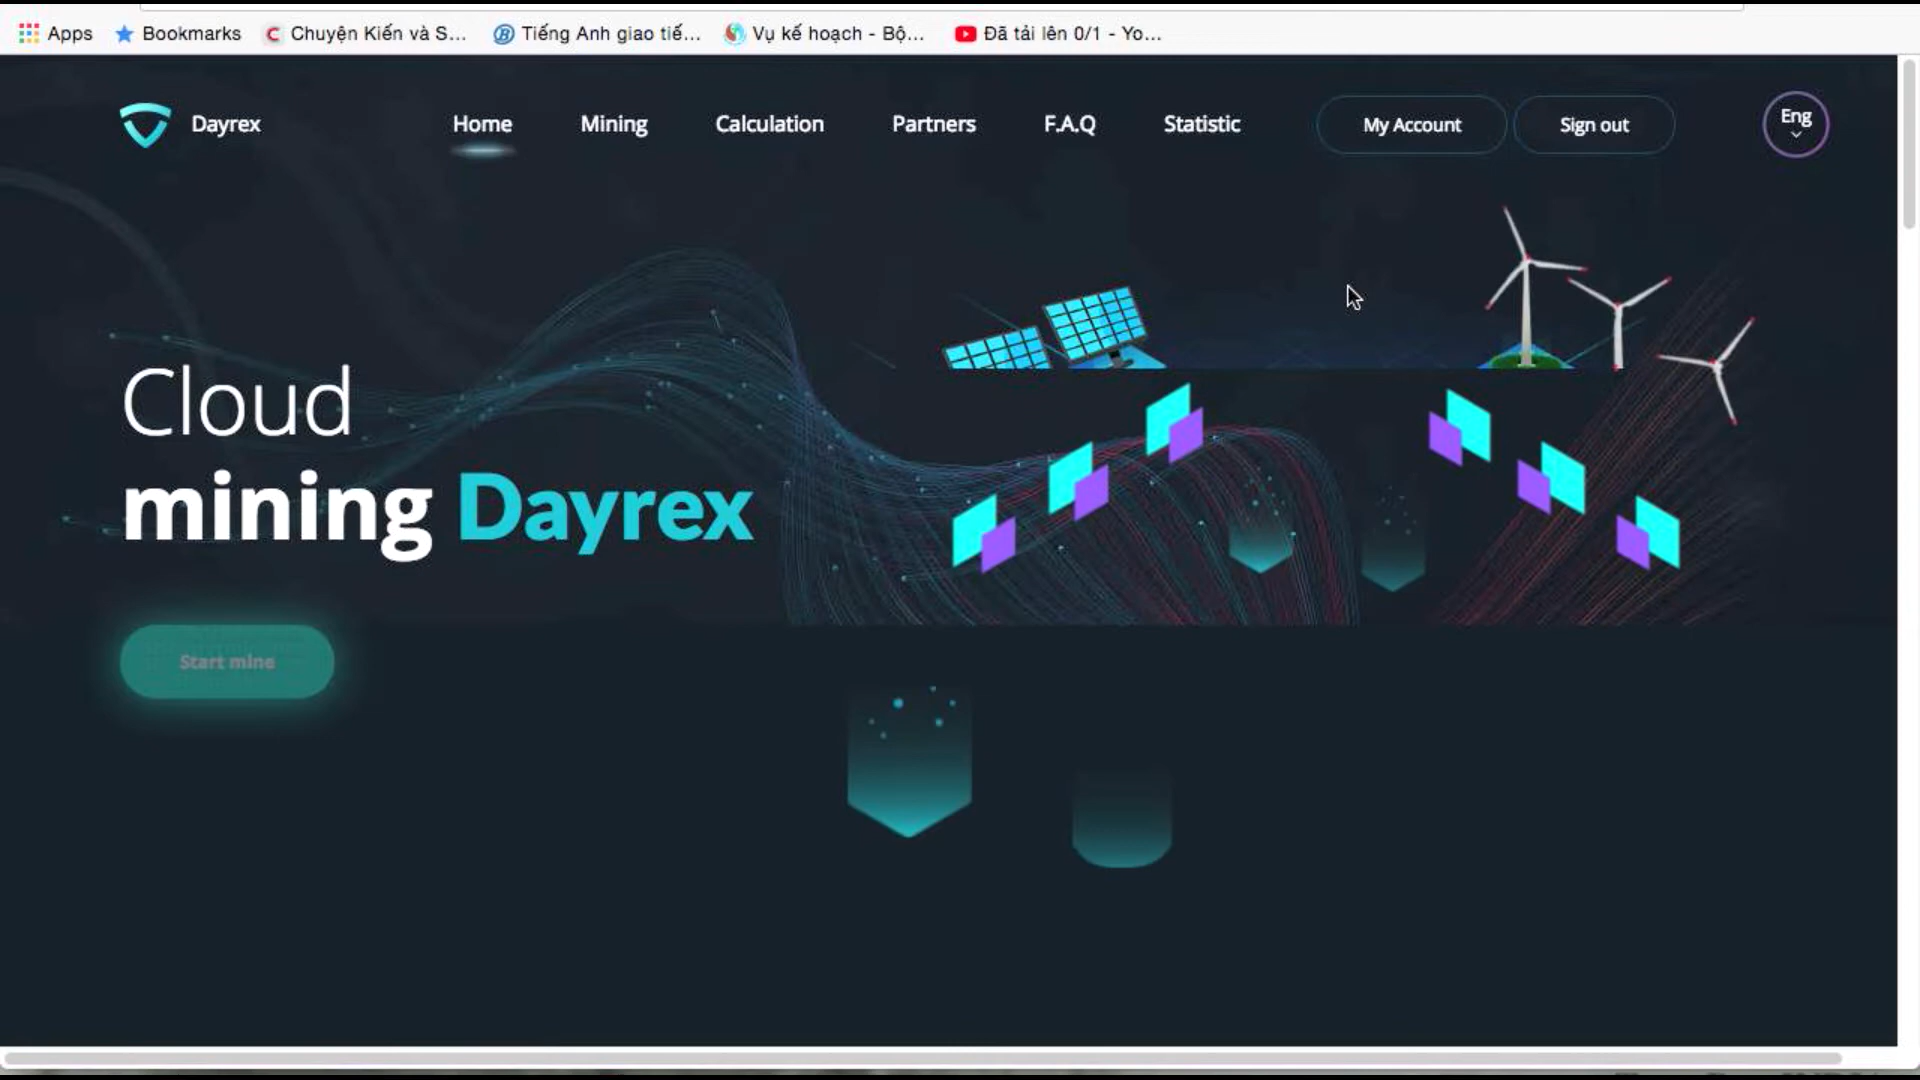 Apps Bookmarks Chuyện Kiến và S... Tiếng Anh giao tiế... Vụ kế hoạch - Bộ... Đã tải lên 0/1 - Yo...
Dayrex Home Mining Calculation Partners F.A.Q Statistic My Account Sign out Eng
Cloud
mining Dayrex
Start mine